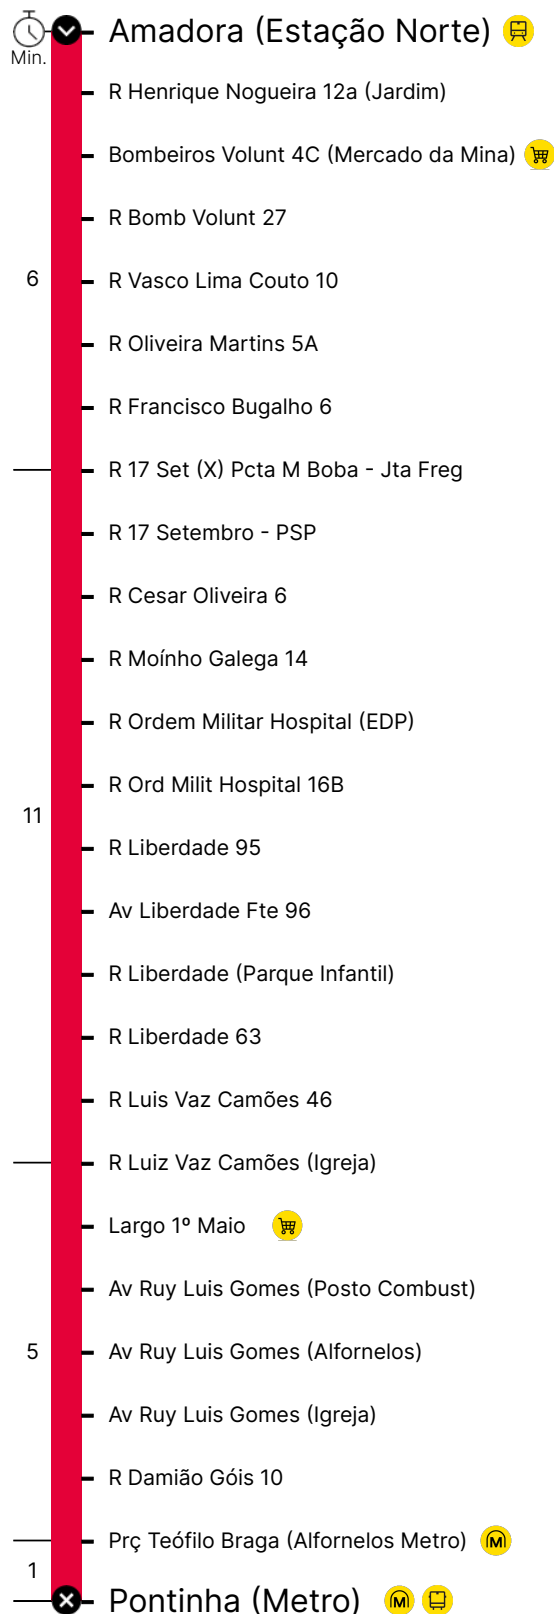 Amadora (Estação Norte)
Min.
R Henrique Nogueira 12a (Jardim)
Bombeiros Volunt 4C (Mercado da Mina)
R Bomb Volunt 27
6
R Vasco Lima Couto 10
R Oliveira Martins 5A
R Francisco Bugalho 6
R 17 Set (X) Pcta M Boba - Jta Freg
R 17 Setembro - PSP
R Cesar Oliveira 6
R Moínho Galega 14
R Ordem Militar Hospital (EDP)
R Ord Milit Hospital 16B
11
R Liberdade 95
Av Liberdade Fte 96
R Liberdade (Parque Infantil)
R Liberdade 63
R Luis Vaz Camões 46
R Luiz Vaz Camões (Igreja)
Largo 1º Maio
Av Ruy Luis Gomes (Posto Combust)
5
Av Ruy Luis Gomes (Alfornelos)
Av Ruy Luis Gomes (Igreja)
R Damião Góis 10
Prç Teófilo Braga (Alfornelos Metro) M
1
Pontinha (Metro) M